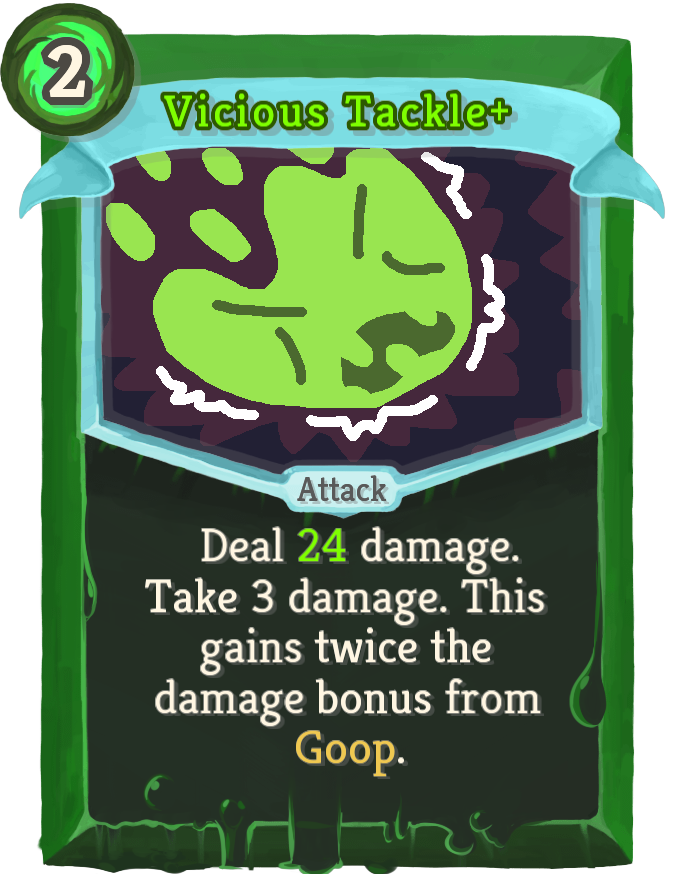 2
Vicious Tackle+
Attack
Deal 24 damage.
Take 3 damage. This
gains twice the
damage bonus from
Goop.